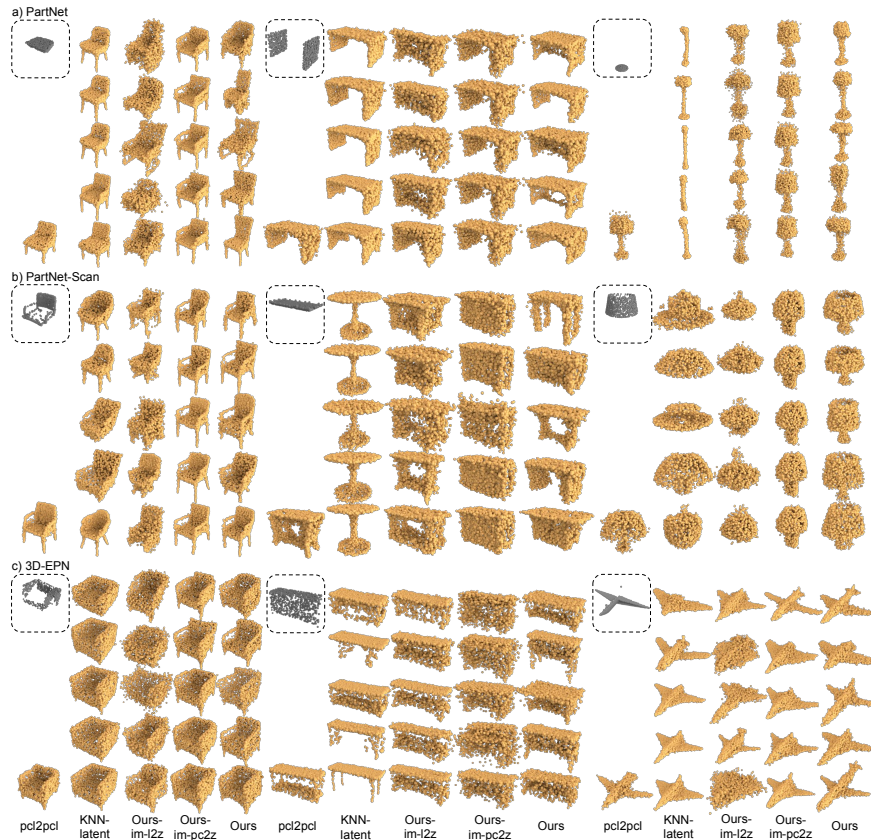 a) PartNet
b) PartNet-Scan
c) 3D-EPN
pcl2pcl KNN-latent Ours-im-l2z Ours-im-pc2z Ours pcl2pcl KNN-latent Ours-im-l2z Ours-im-pc2z Ours pcl2pcl KNN-latent Ours-im-l2z Ours-im-pc2z Ours